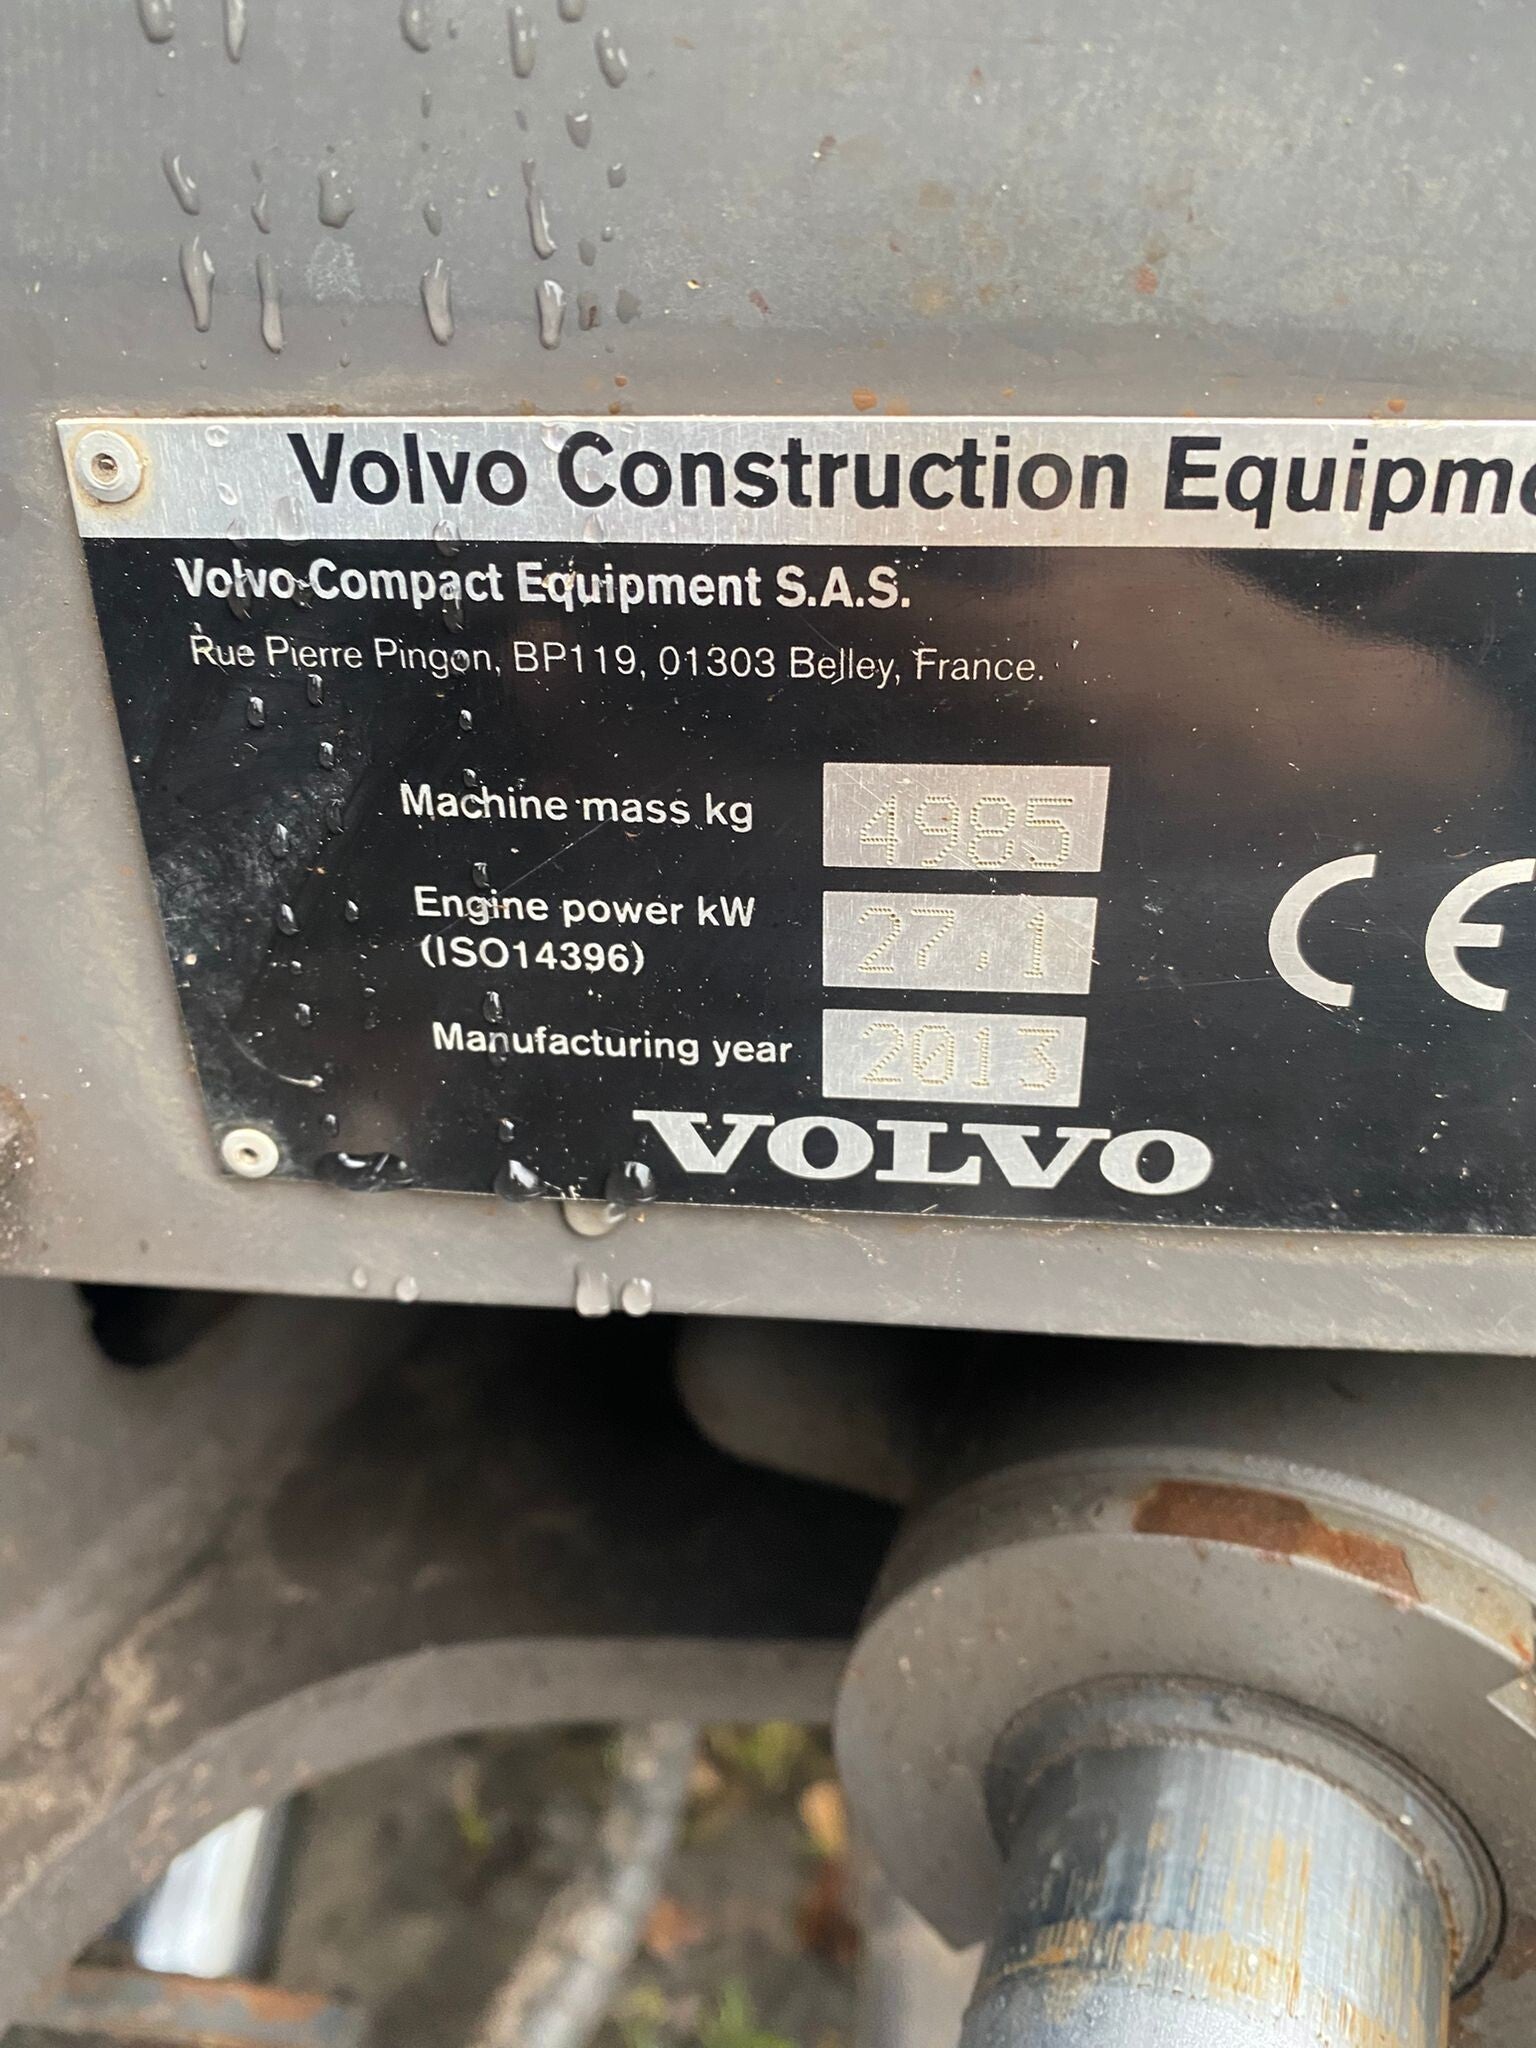 Volvo Construction Equipme
Volvo Compact Equipment S.A.S.
Rue Pierre Pingon, BP119, 01303 Belley, France.
Machine mass kg 4985
Engine power kW 27,1
(ISO14396)
CE
Manufacturing year 2013
VOLVO